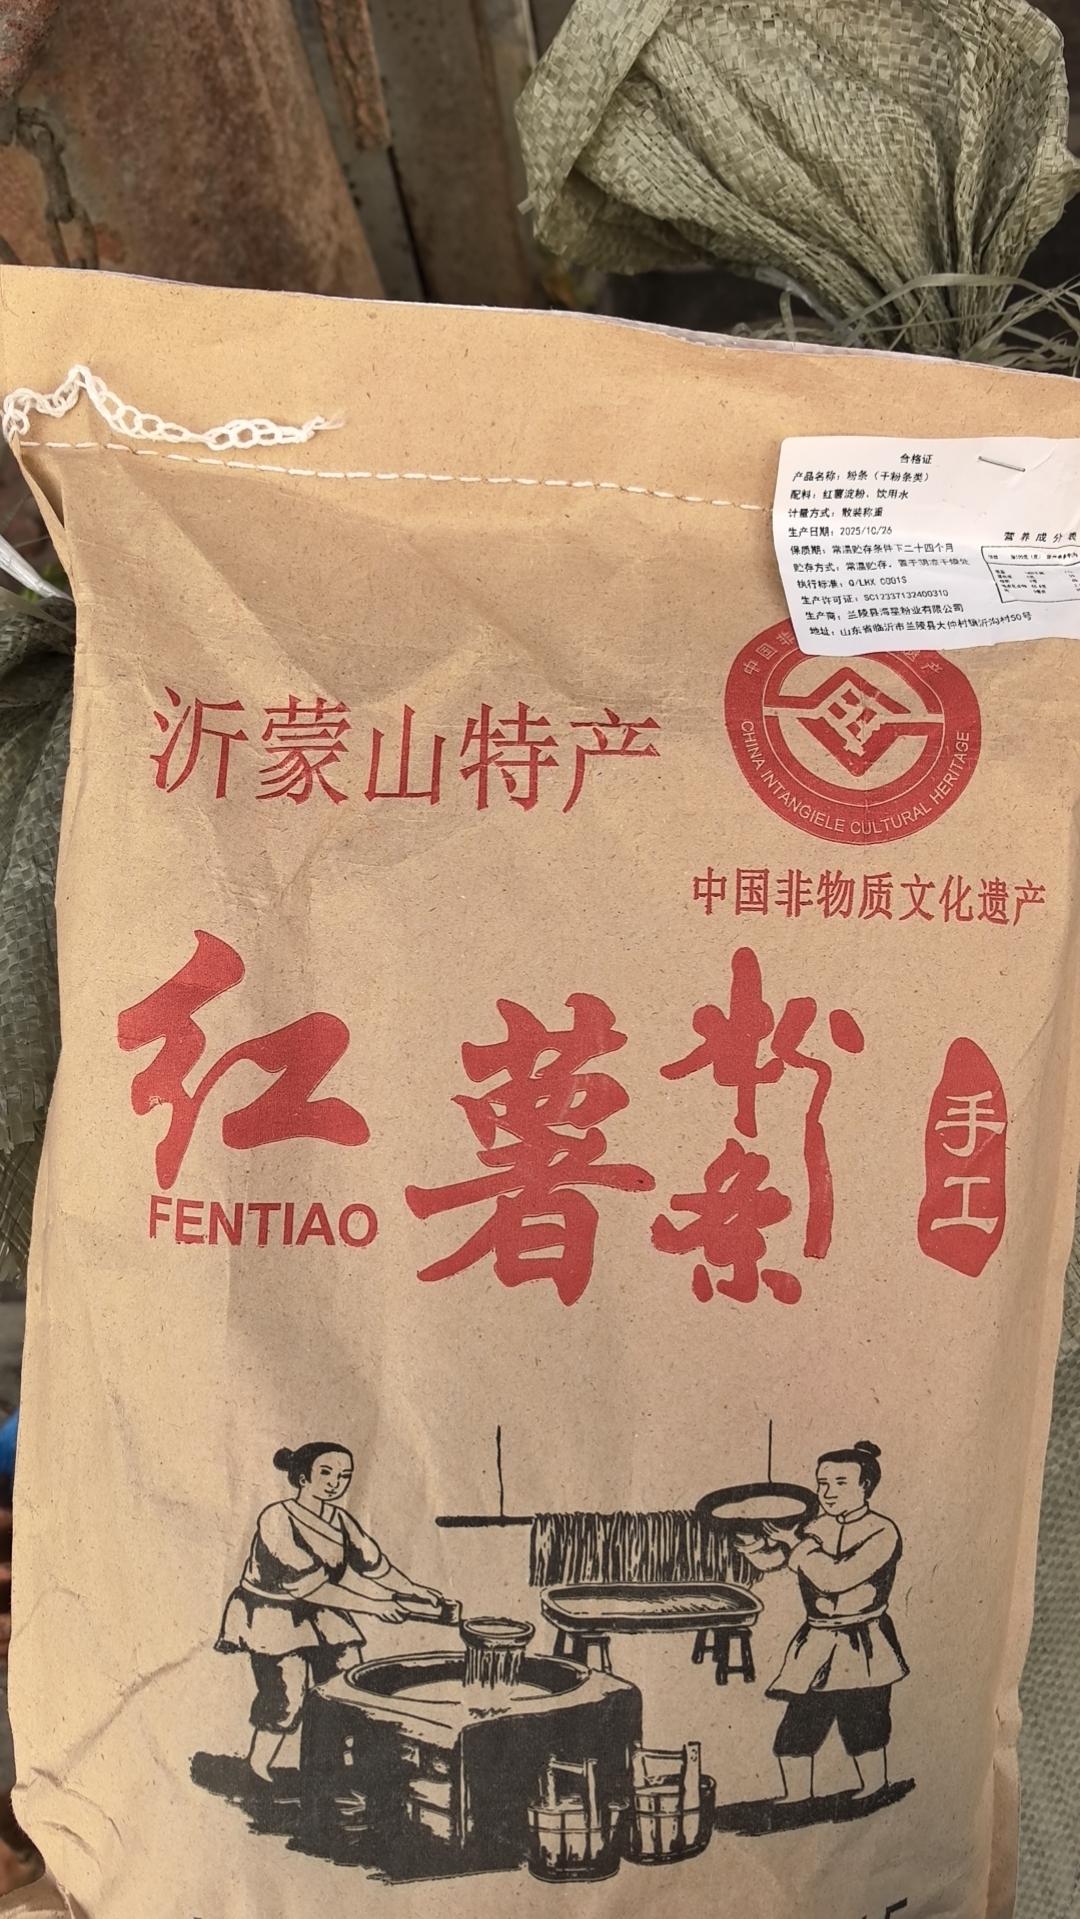 合格证
产品名称：粉条（干粉条类）
配料：红薯淀粉、饮用水
计量方式：散装称重
生产日期：2025/10/26
保质期：常温贮存条件下二十四个月
贮存方式：常温贮存，置于阴凉干燥处
执行标准：Q/LHX 0001S
生产许可证：SC12337132400310
生产商：兰陵县鸿星粉业有限公司
地址：山东省临沂市兰陵县大仲村镇沂沟村50号
营养成分表
沂蒙山特产
中国非
遗产
CHINA INTANGIELE CULTURAL HERITAGE
中国非物质文化遗产
红薯粉条
FENTIAO
手工